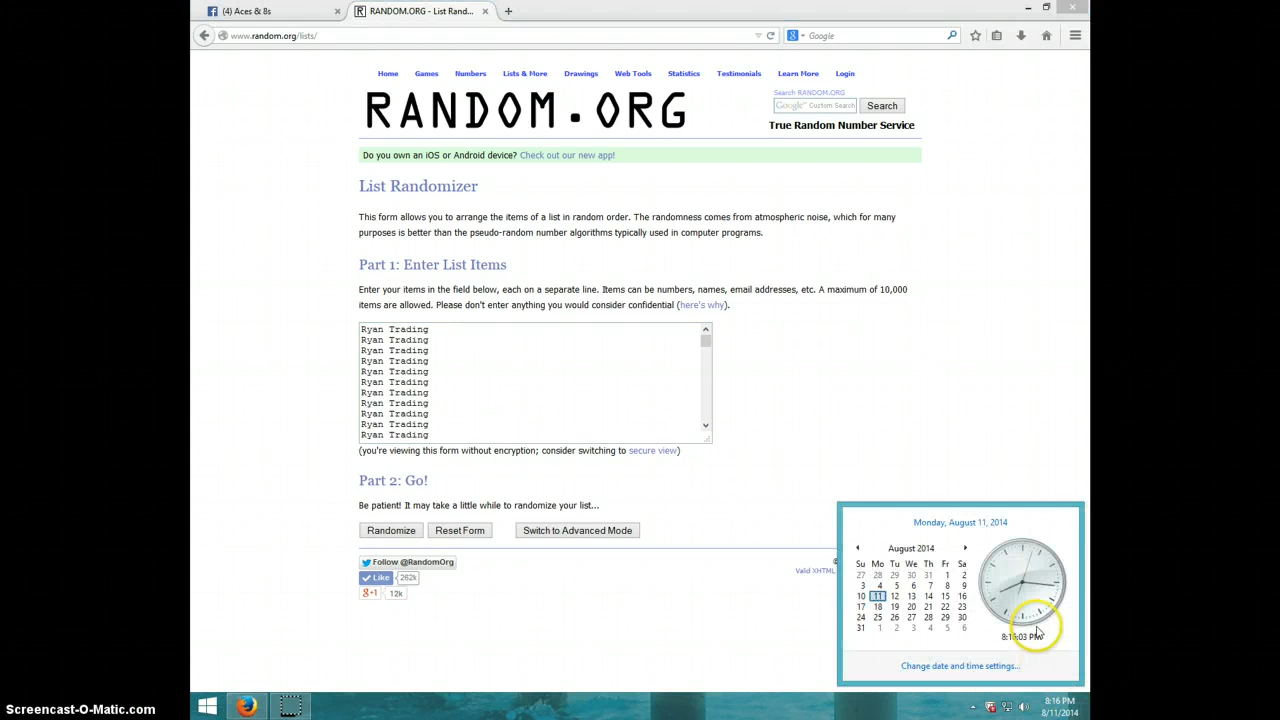 (4) Aces & 8s
RANDOM.ORG - List Rand...
www.random.org/lists/
Google
Home Games Numbers Lists & More Drawings Web Tools Statistics Testimonials Learn More Login
RANDOM.ORG
Search RANDOM.ORG
Google™ Custom Search Search
True Random Number Service
Do you own an iOS or Android device? Check out our new app!
List Randomizer
This form allows you to arrange the items of a list in random order. The randomness comes from atmospheric noise, which for many
purposes is better than the pseudo-random number algorithms typically used in computer programs.
Part 1: Enter List Items
Enter your items in the field below, each on a separate line. Items can be numbers, names, email addresses, etc. A maximum of 10,000
items are allowed. Please don't enter anything you would consider confidential (here's why).
Ryan Trading
Ryan Trading
Ryan Trading
Ryan Trading
Ryan Trading
Ryan Trading
Ryan Trading
Ryan Trading
Ryan Trading
Ryan Trading
Ryan Trading
(you're viewing this form without encryption; consider switching to secure view)
Part 2: Go!
Be patient! It may take a little while to randomize your list...
Randomize Reset Form Switch to Advanced Mode
Follow @RandomOrg
Like 262k
g+1 12k
Valid XHTML
Monday, August 11, 2014
August 2014
Su Mo Tu We Th Fr Sa
27 28 29 30 31 1 2
3 4 5 6 7 8 9
10 11 12 13 14 15 16
17 18 19 20 21 22 23
24 25 26 27 28 29 30
31 1 2 3 4 5 6
Change date and time settings...
8:16 PM
8/11/2014
Screencast-O-Matic.com